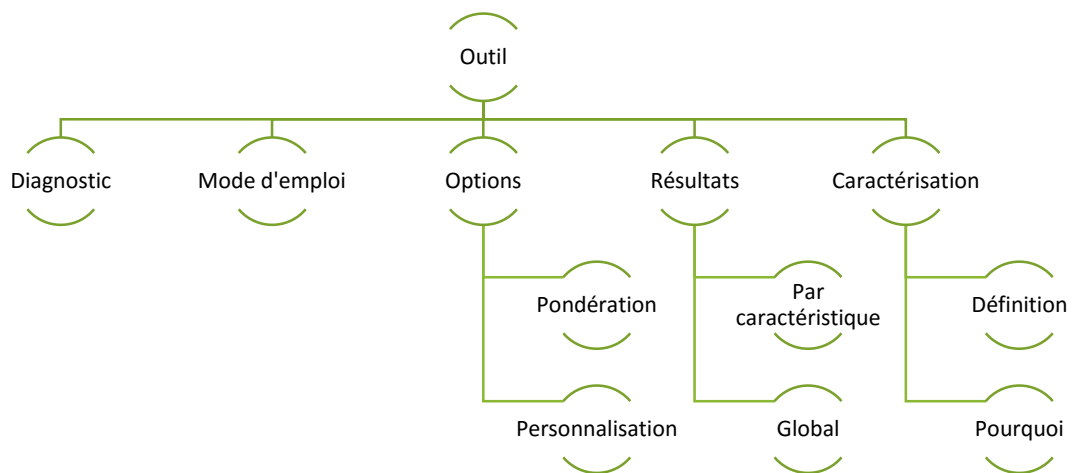 Outil
Diagnostic
Mode d'emploi
Options
Résultats
Caractérisation
Pondération
Par
caractéristique
Définition
Personnalisation
Global
Pourquoi